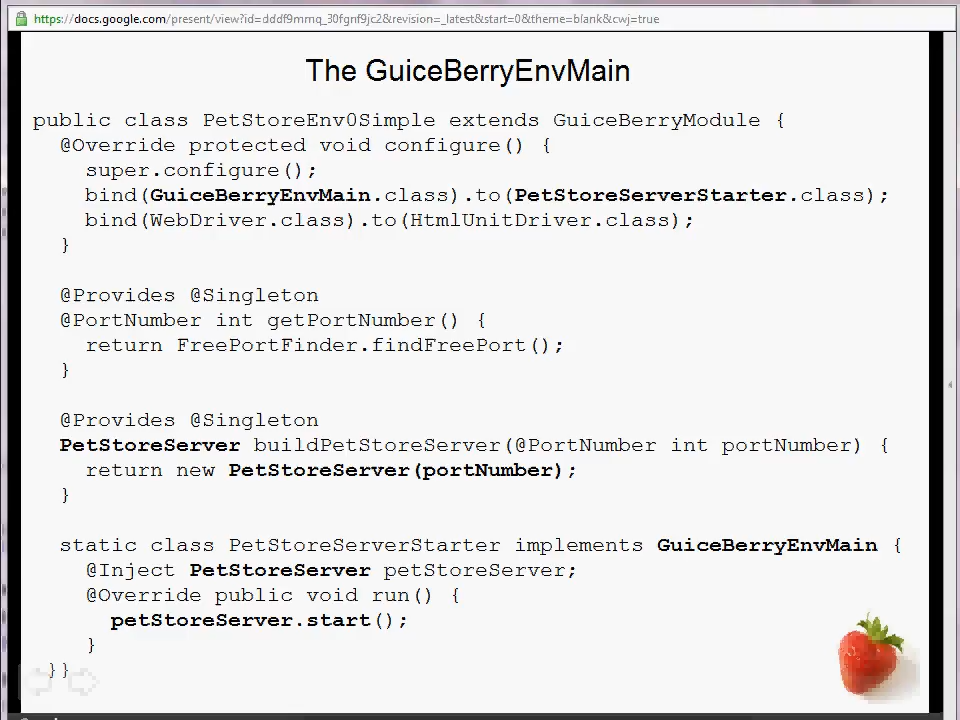 https://docs.google.com/present/view?id=dddf9mmq_30fgnf9jc2&revision=_latest&start=0&theme=blank&cwj=true
The GuiceBerryEnvMain
public class PetStoreEnv0Simple extends GuiceBerryModule {
@Override protected void configure() {
super.configure();
bind(GuiceBerryEnvMain.class).to(PetStoreServerStarter.class);
bind(WebDriver.class).to(HtmlUnitDriver.class);
}
@Provides @Singleton
@PortNumber int getPortNumber() {
return FreePortFinder.findFreePort();
}
@Provides @Singleton
PetStoreServer buildPetStoreServer(@PortNumber int portNumber) {
return new PetStoreServer(portNumber);
}
static class PetStoreServerStarter implements GuiceBerryEnvMain {
@Inject PetStoreServer petStoreServer;
@Override public void run() {
petStoreServer.start();
}
}}